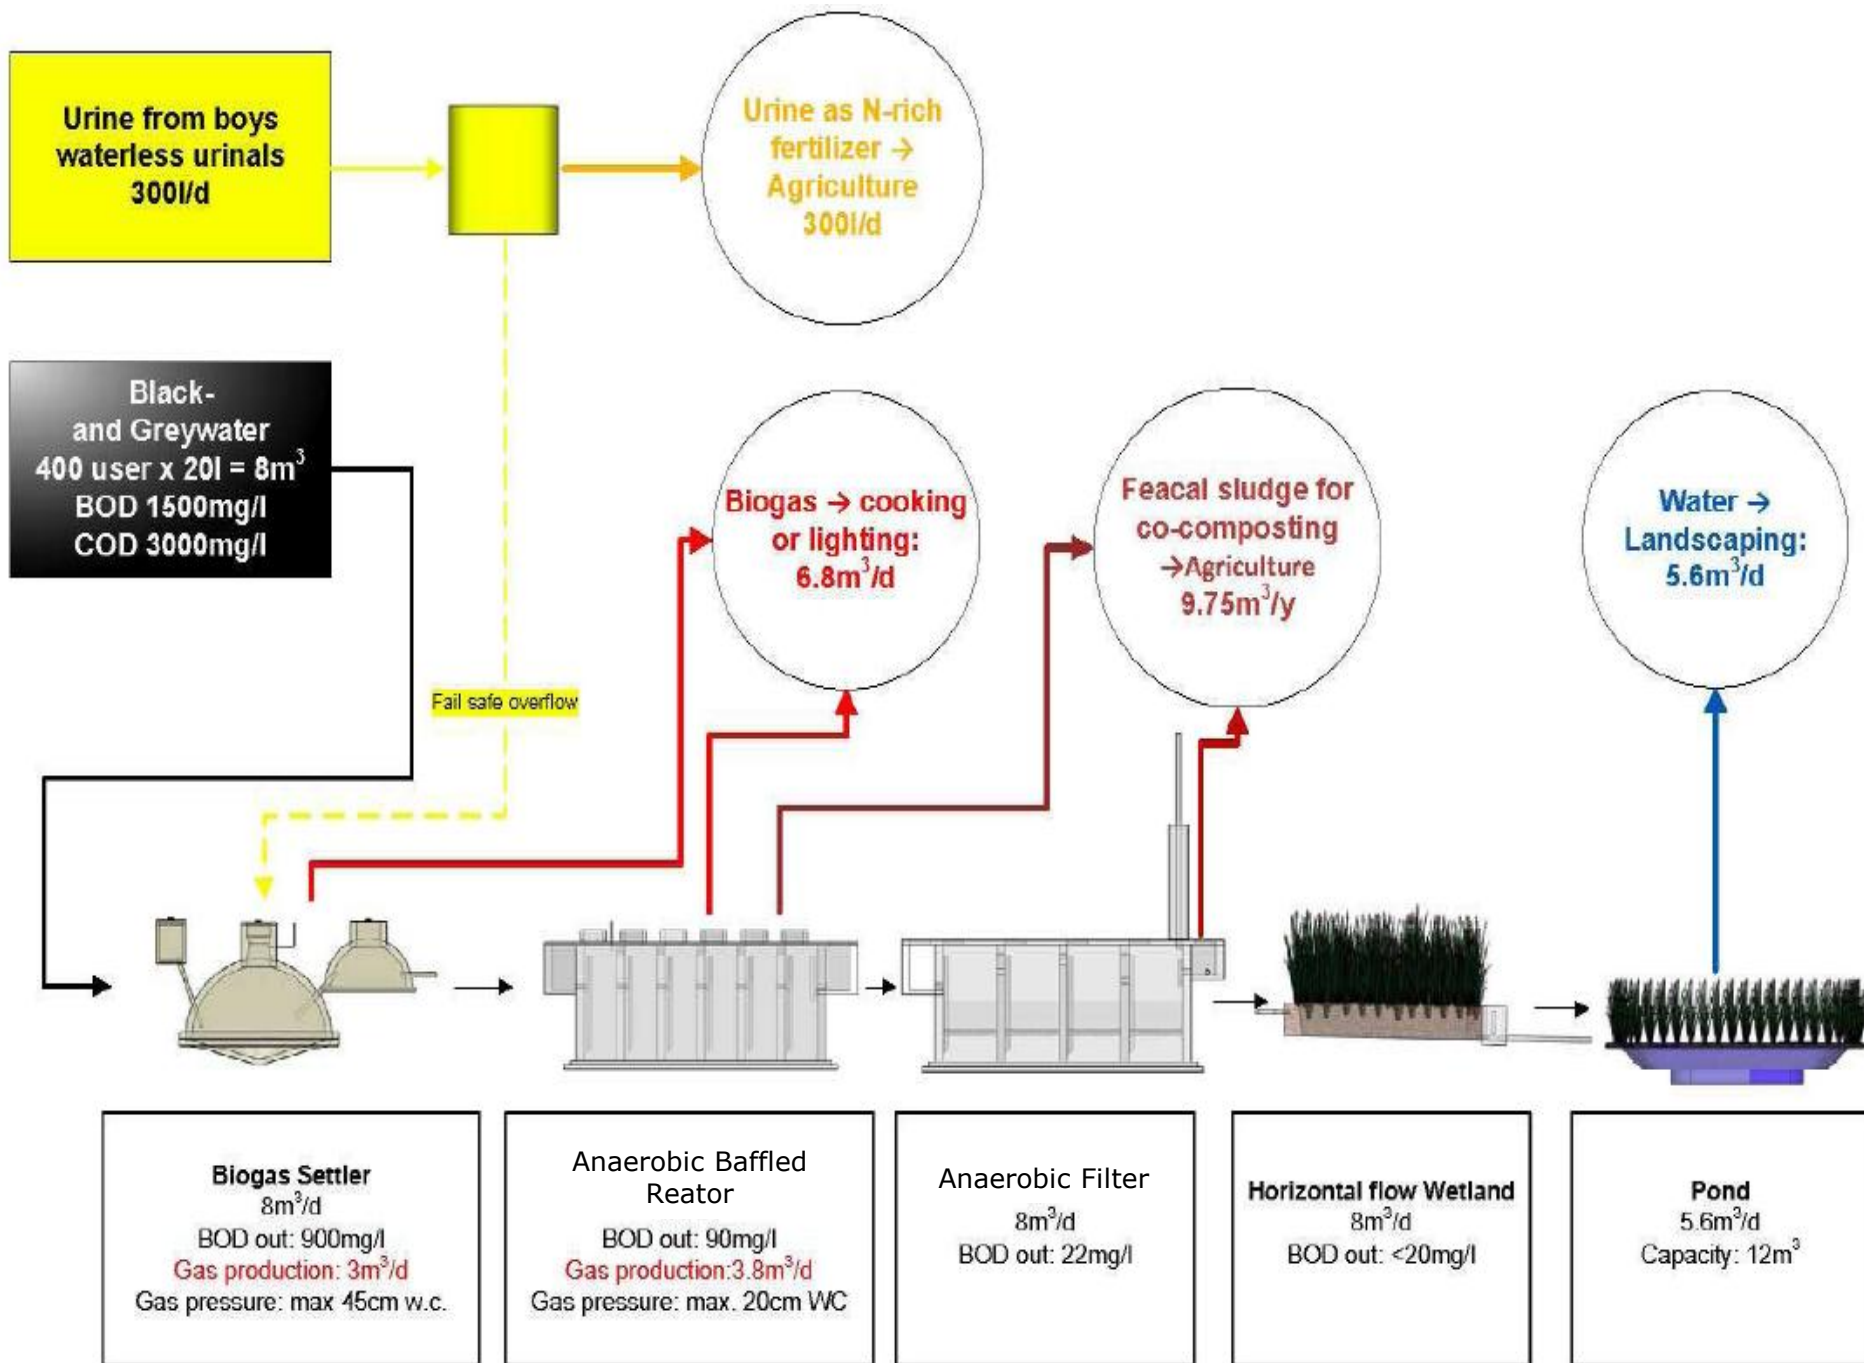 Urine from boys
waterless urinals
300l/d
Urine as N-rich
fertilizer →
Agriculture
300l/d
Black-
and Greywater
400 user x 20l = 8m³
BOD 1500mg/l
COD 3000mg/l
Biogas → cooking
or lighting:
6.8m³/d
Feacal sludge for
co-composting
→Agriculture
9.75m³/y
Water →
Landscaping:
5.6m³/d
Fail safe overflow
Biogas Settler
8m³/d
BOD out: 900mg/l
Gas production: 3m³/d
Gas pressure: max 45cm w.c.
Anaerobic Baffled
Reator
BOD out: 90mg/l
Gas production:3.8m³/d
Gas pressure: max. 20cm WC
Anaerobic Filter
8m³/d
BOD out: 22mg/l
Horizontal flow Wetland
8m³/d
BOD out: <20mg/l
Pond
5.6m³/d
Capacity: 12m³